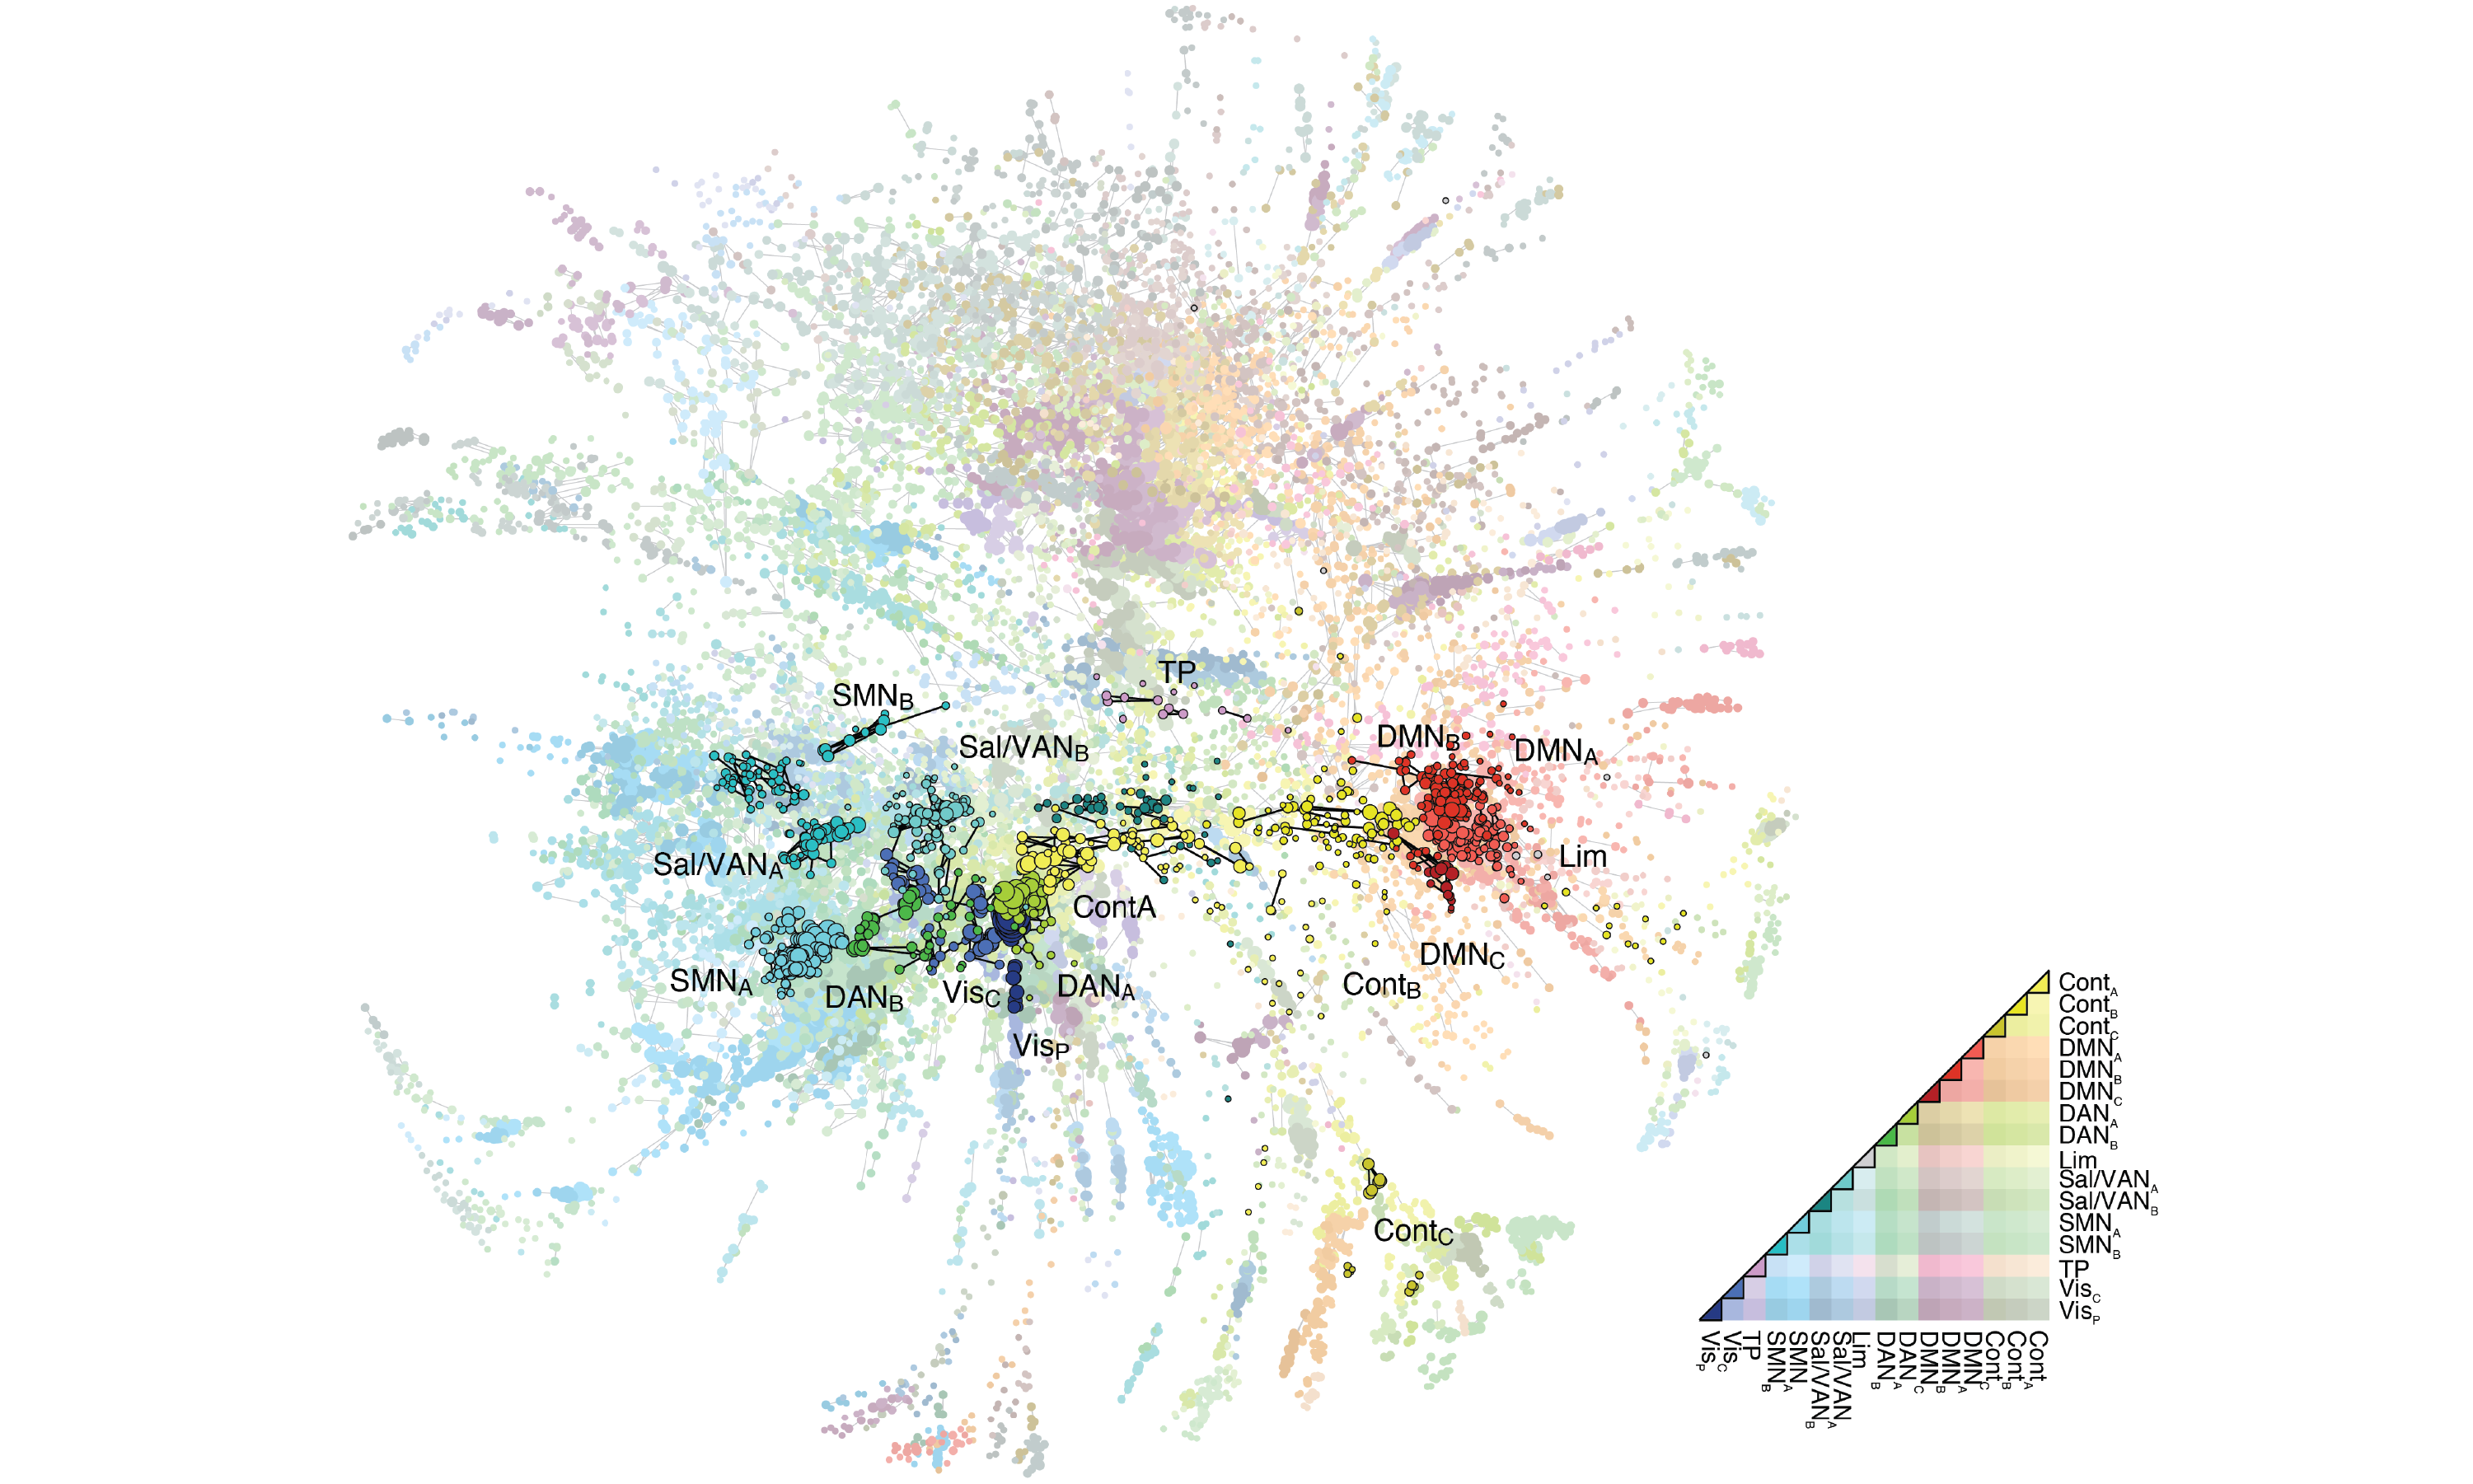 TP
SMNB
Sal/VANB
DMNB
DMNA
Sal/VANA
Lim
ContA
SMNA
DANB
VisC
DANA
ContB
DMNC
VisP
ContC
ContA
ContB
ContC
DMNA
DMNB
DMNC
DANA
DANB
Lim
Sal/VANA
Sal/VANB
SMNA
SMNB
TP
VisC
VisP
VisP
VisC
TP
SMNB
SMNA
Sal/VANB
Sal/VANA
Lim
DANB
DANA
DMNC
DMNB
DMNA
ContC
ContB
ContA